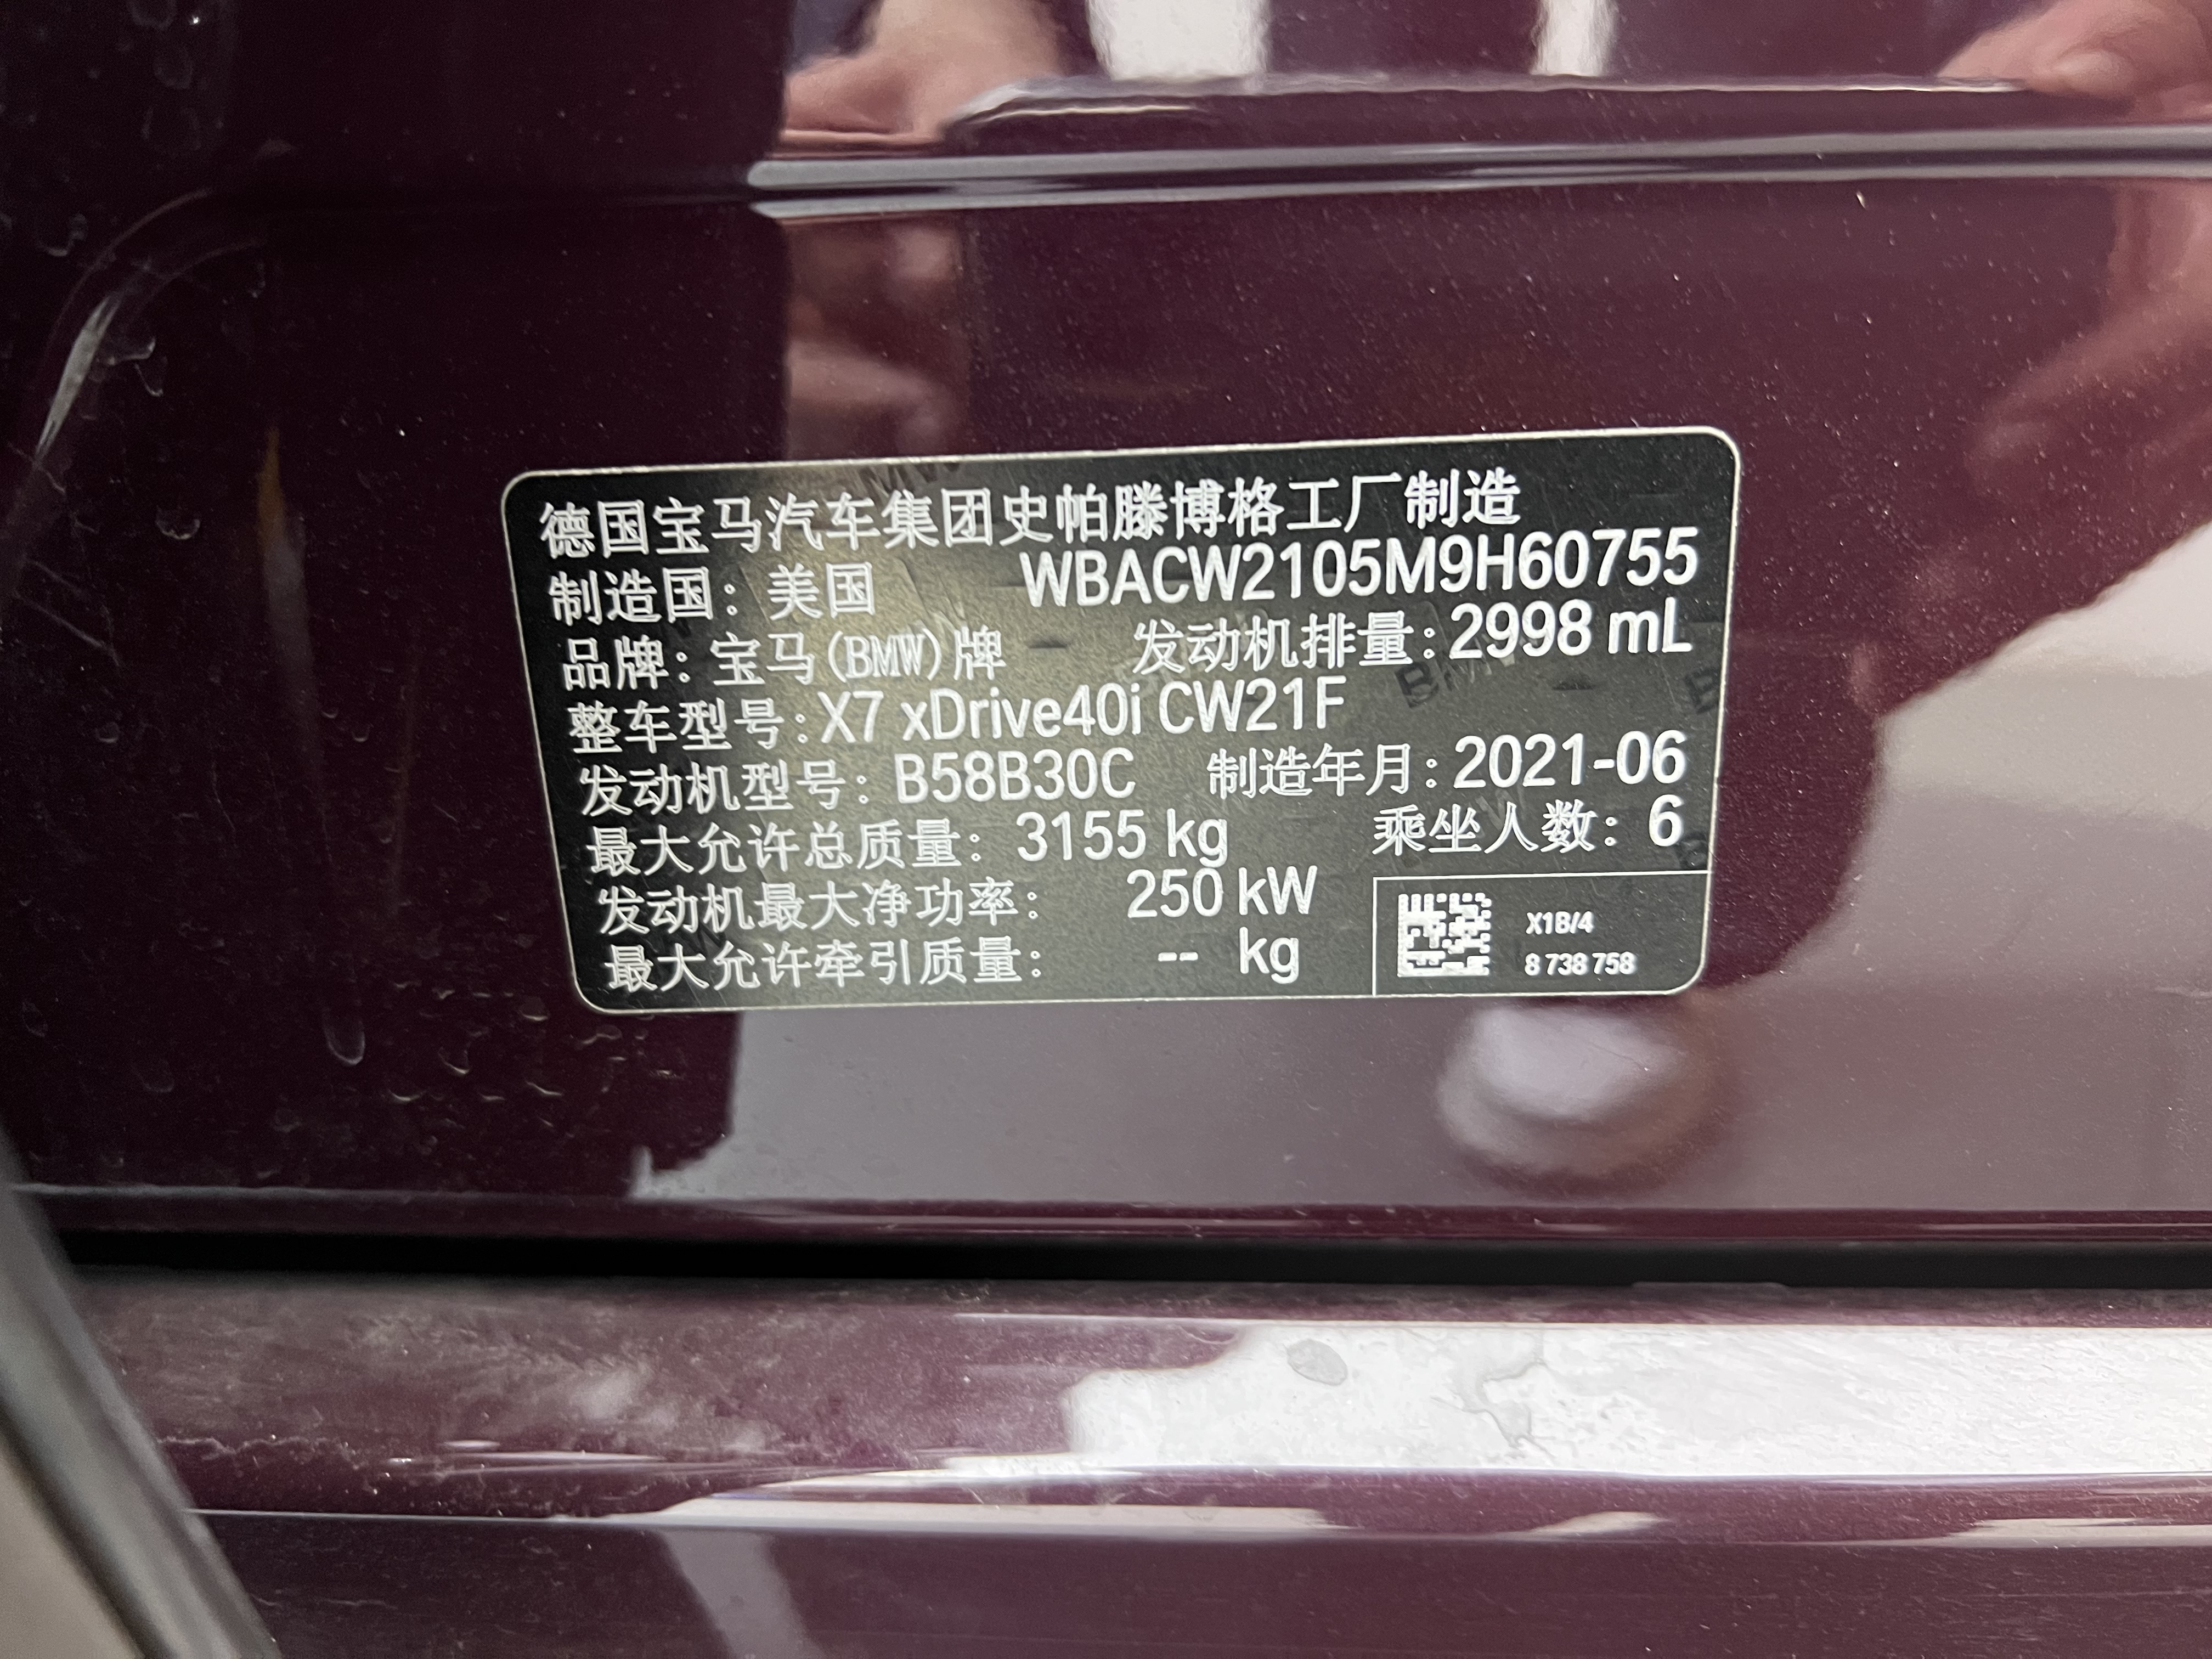 德国宝马汽车集团史帕滕博格工厂制造
制造国：美国 WBACW2105M9H60755
品牌：宝马(BMW)牌 发动机排量：2998 mL
整车型号：X7 xDrive40i CW21F
发动机型号：B58B30C 制造年月：2021-06
最大允许总质量：3155 kg 乘坐人数：6
发动机最大净功率：250 kW
最大允许牵引质量：-- kg
X1B/4
8 738 758